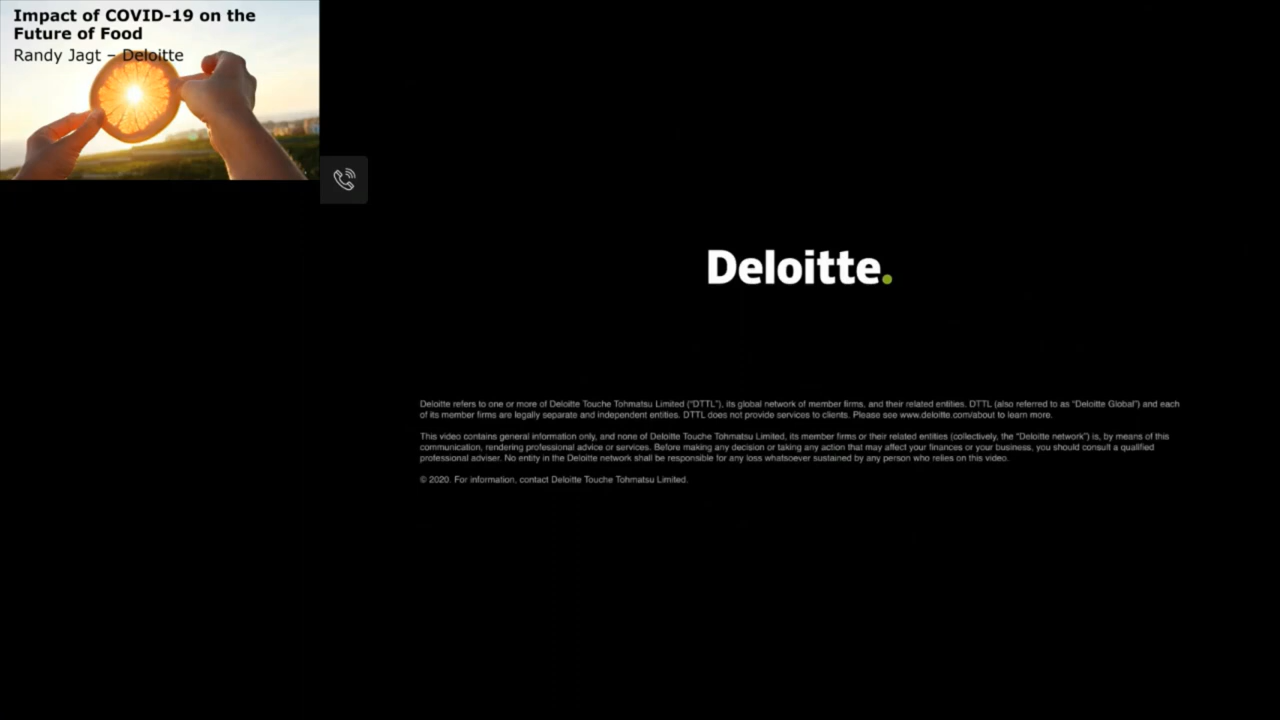 Impact of COVID-19 on the
Future of Food
Randy Jagt – Deloitte
Deloitte.
Deloitte refers to one or more of Deloitte Touche Tohmatsu Limited (“DTTL”), its global network of member firms, and their related entities. DTTL (also referred to as “Deloitte Global”) and each
of its member firms are legally separate and independent entities. DTTL does not provide services to clients. Please see www.deloitte.com/about to learn more.
This video contains general information only, and none of Deloitte Touche Tohmatsu Limited, its member firms or their related entities (collectively, the “Deloitte network”) is, by means of this
communication, rendering professional advice or services. Before making any decision or taking any action that may affect your finances or your business, you should consult a qualified
professional adviser. No entity in the Deloitte network shall be responsible for any loss whatsoever sustained by any person who relies on this video.
© 2020. For information, contact Deloitte Touche Tohmatsu Limited.